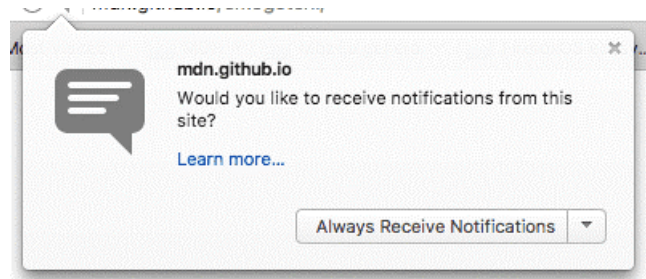 mdn.github.io
Would you like to receive notifications from this
site?
Learn more...
Always Receive Notifications